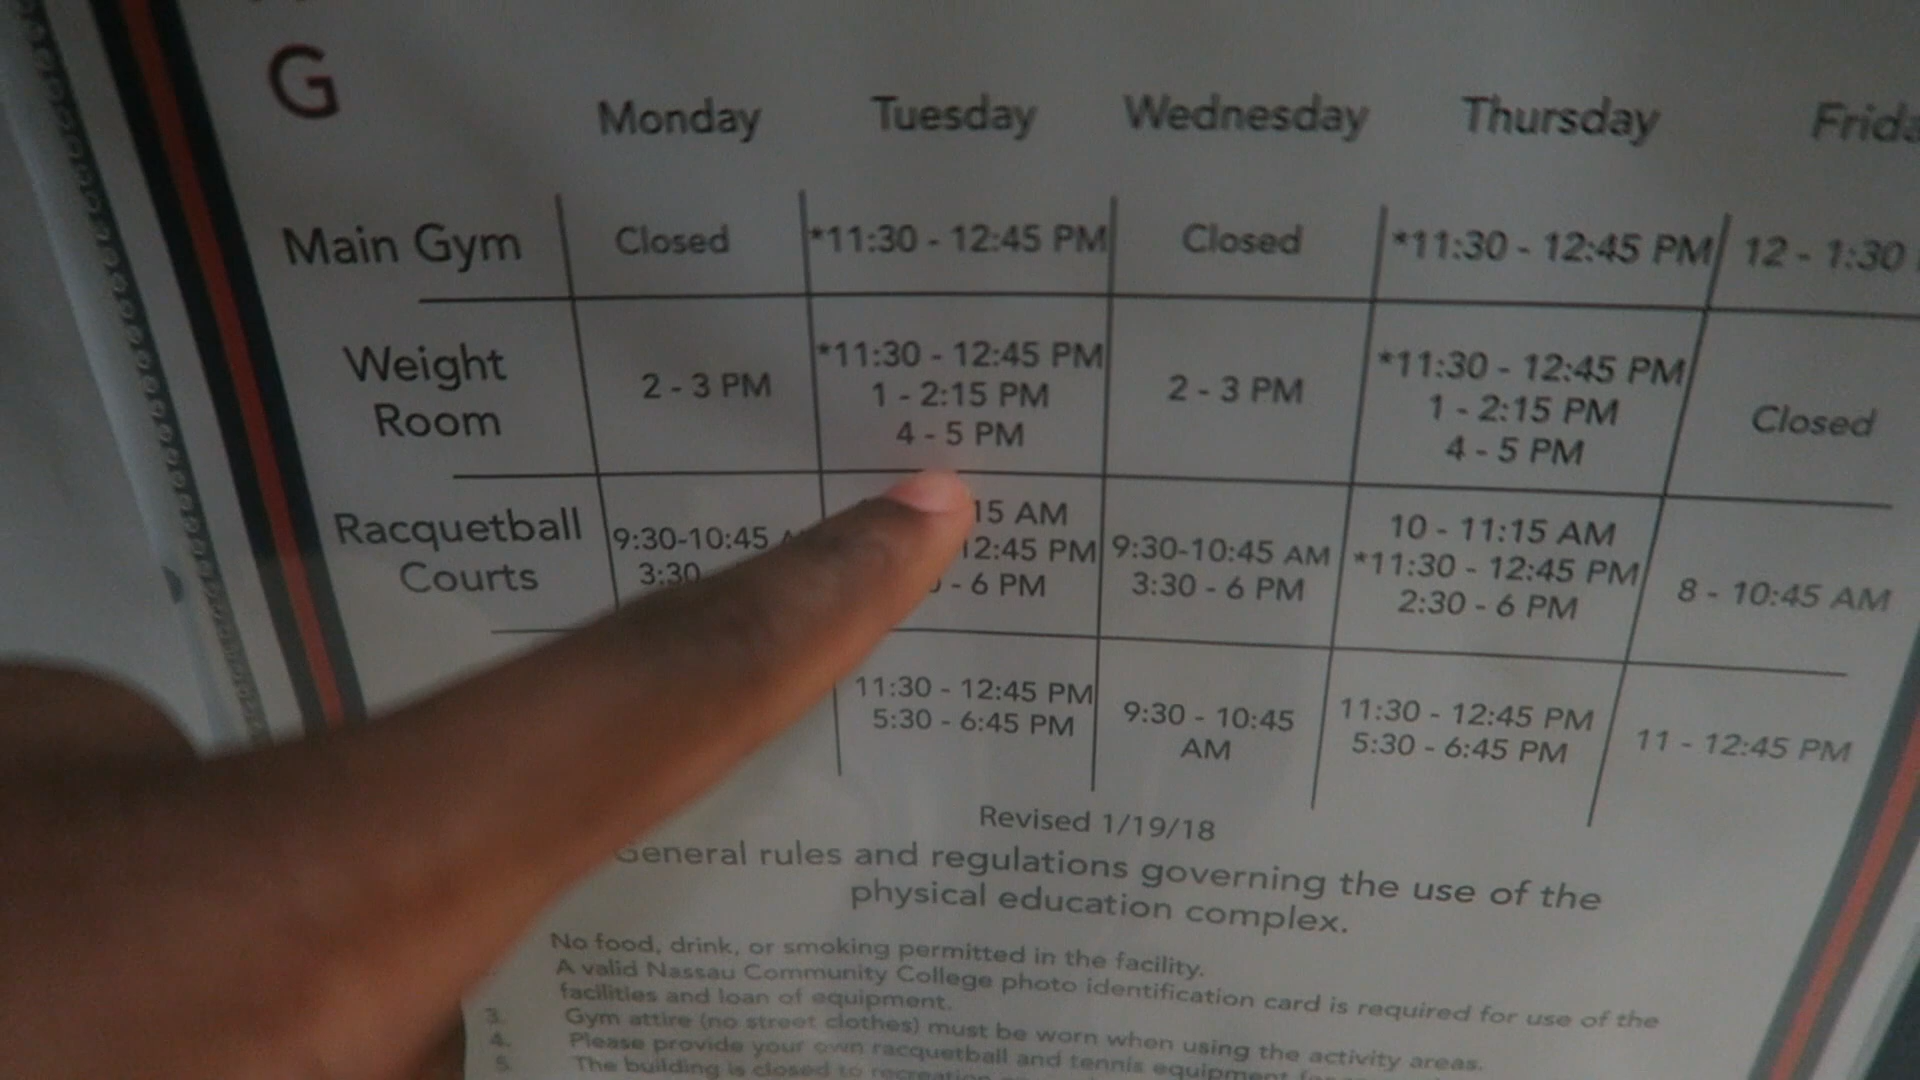 G
Monday Tuesday Wednesday Thursday
Main Gym Closed *11:30 - 12:45 PM Closed *11:30 - 12:45 PM 12 - 1:30
Weight Room 2 - 3 PM *11:30 - 12:45 PM 1 - 2:15 PM 4 - 5 PM 2 - 3 PM *11:30 - 12:45 PM 1 - 2:15 PM 4 - 5 PM Closed
Racquetball Courts 9:30-10:45 3:30 15 AM 12:45 PM - 6 PM 9:30-10:45 AM 3:30 - 6 PM 10 - 11:15 AM *11:30 - 12:45 PM 2:30 - 6 PM 8 - 10:45 AM
11:30 - 12:45 PM 5:30 - 6:45 PM 9:30 - 10:45 AM 11:30 - 12:45 PM 5:30 - 6:45 PM 11 - 12:45 PM
Revised 1/19/18
General rules and regulations governing the use of the
physical education complex.
No food, drink, or smoking permitted in the facility.
A valid Nassau Community College photo identification card is required for use of the
facilities and loan of equipment.
3. Gym attire (no street clothes) must be worn when using the activity areas.
4. Please provide your own racquetball and tennis equipment
5. The building is closed to